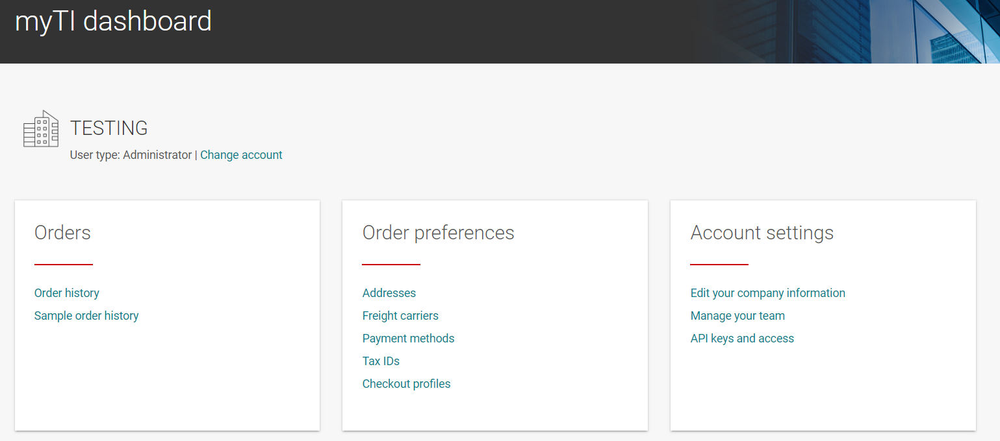 myTI dashboard
TESTING
User type: Administrator | Change account
Orders
Order history
Sample order history
Order preferences
Addresses
Freight carriers
Payment methods
Tax IDs
Checkout profiles
Account settings
Edit your company information
Manage your team
API keys and access